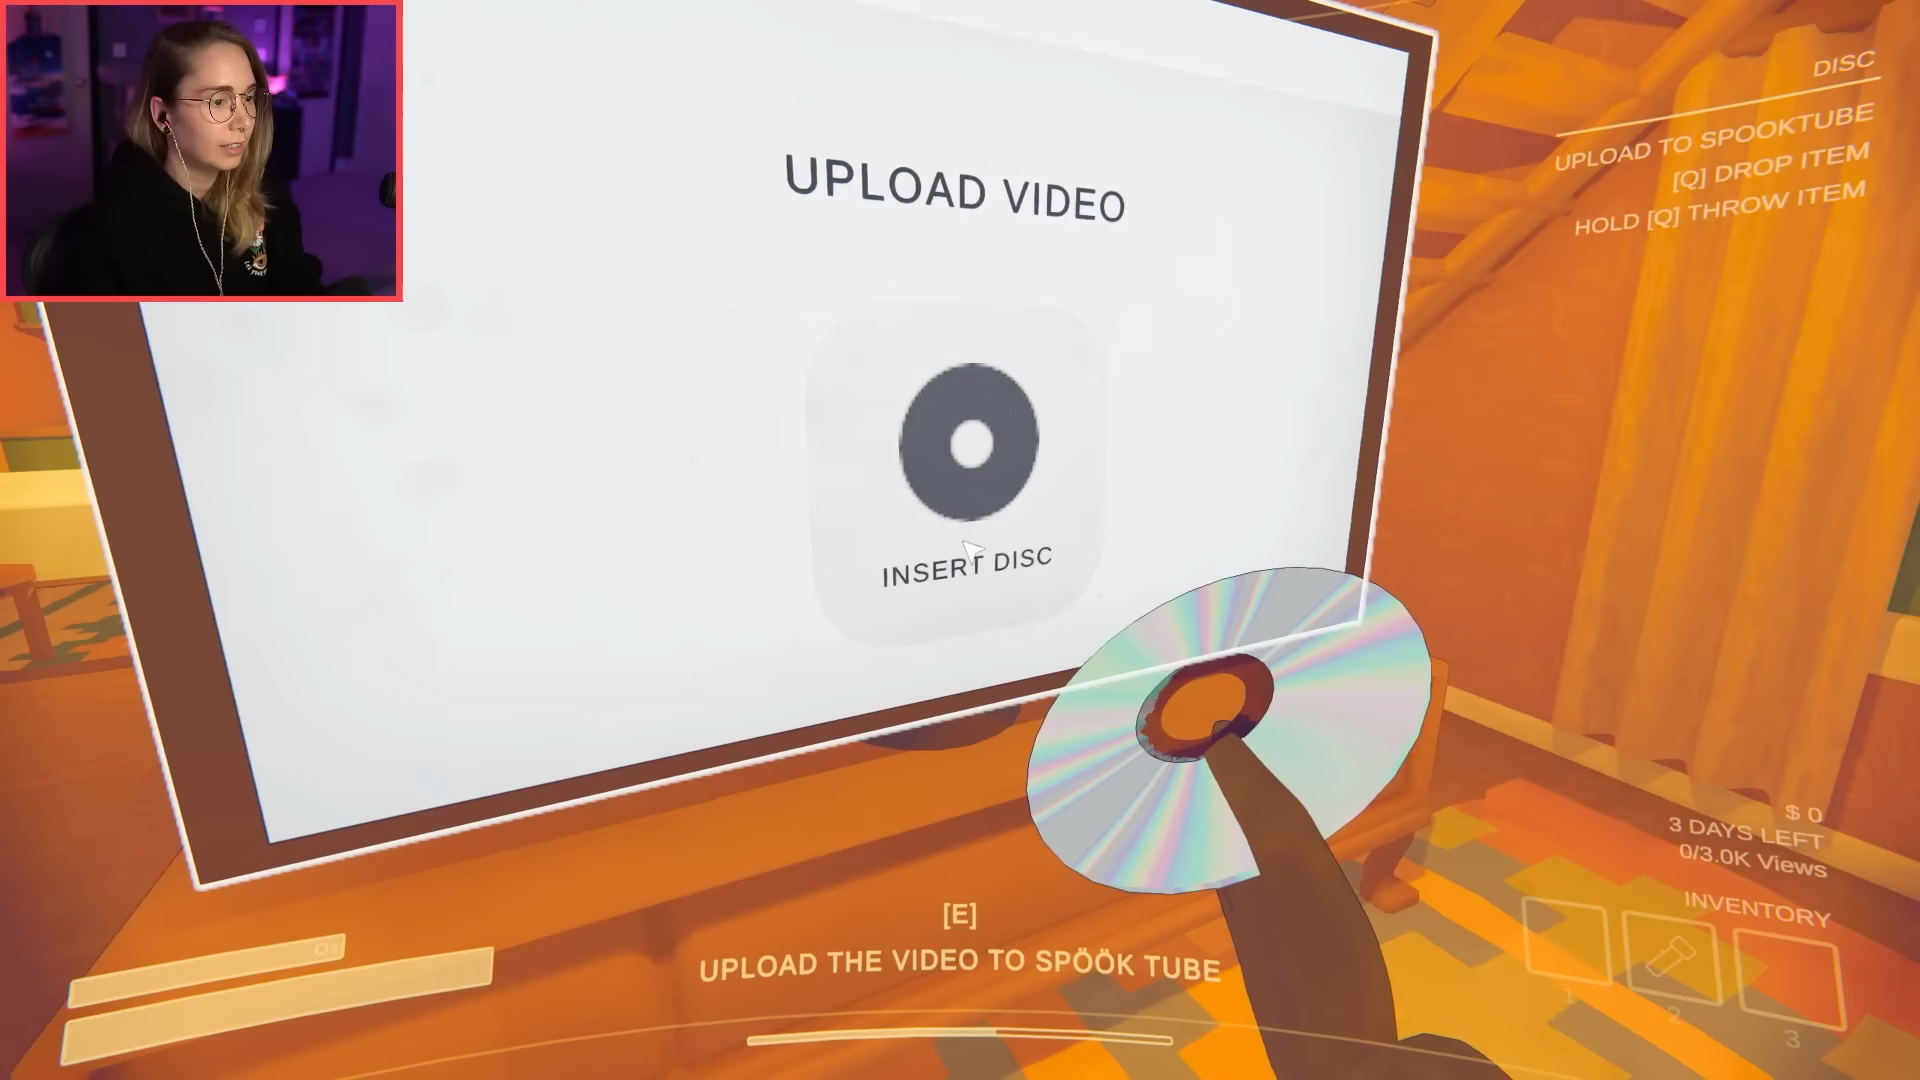 UPLOAD VIDEO
INSERT DISC
DISC
UPLOAD TO SPOOKTUBE
[Q] DROP ITEM
HOLD [Q] THROW ITEM
$ 0
3 DAYS LEFT
0/3.0K Views
INVENTORY
1
2
3
O₂
[E]
UPLOAD THE VIDEO TO SPÖÖK TUBE